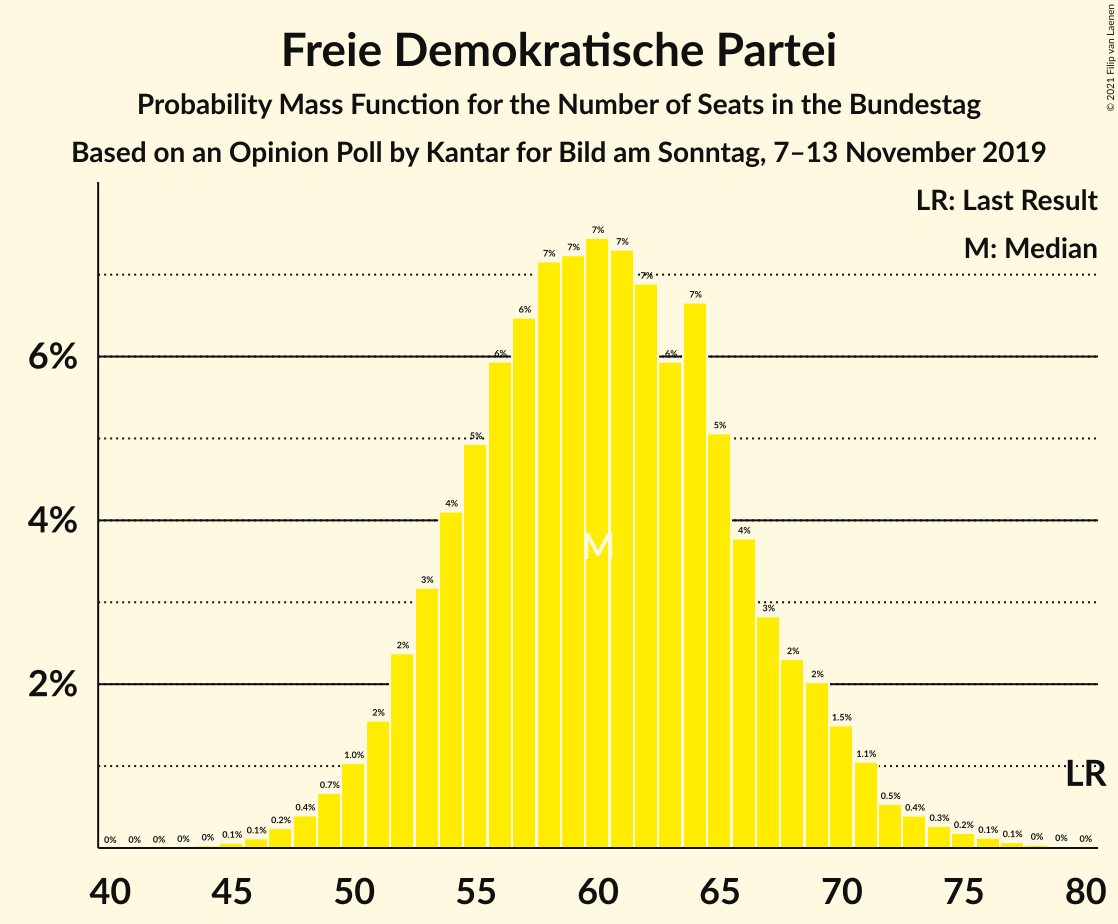 Freie Demokratische Partei
Probability Mass Function for the Number of Seats in the Bundestag
Based on an Opinion Poll by Kantar for Bild am Sonntag, 7–13 November 2019
© 2021 Filip van Laenen
LR: Last Result
M: Median
6%
4%
2%
0% 0% 0% 0% 0% 0.1% 0.1% 0.2% 0.4% 0.7% 1.0% 2% 2% 3% 4% 5% 6% 6% 7% 7% 7% 7% 7% 6% 7% 5% 4% 3% 2% 2% 1.5% 1.1% 0.5% 0.4% 0.3% 0.2% 0.1% 0.1% 0% 0% 0%
M
LR
40 45 50 55 60 65 70 75 80